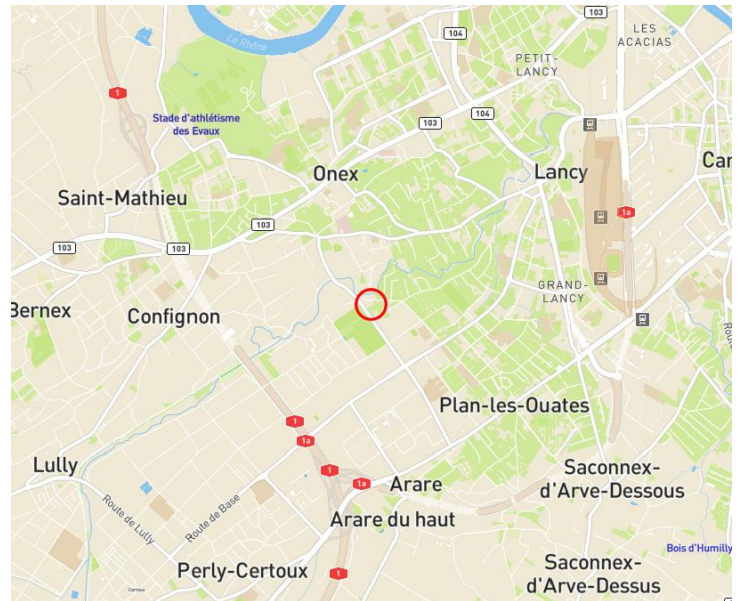 103
LES
ACACIAS
104
Le Rhône
PETIT-
LANCY
1
104
Stade d'athlétisme
des Evaux
103
Onex
Lancy
Car
Saint-Mathieu
1a
103
103
103
GRAND-
LANCY
Bernex
Confignon
Plan-les-Ouates
1
1a
Lully
1
Saconnex-
d'Arve-Dessous
1a
Arare
Route de Lully
Route de Base
Arare du haut
Bois d'Humilly
Perly-Certoux
1
Saconnex-
d'Arve-Dessus
Certoux